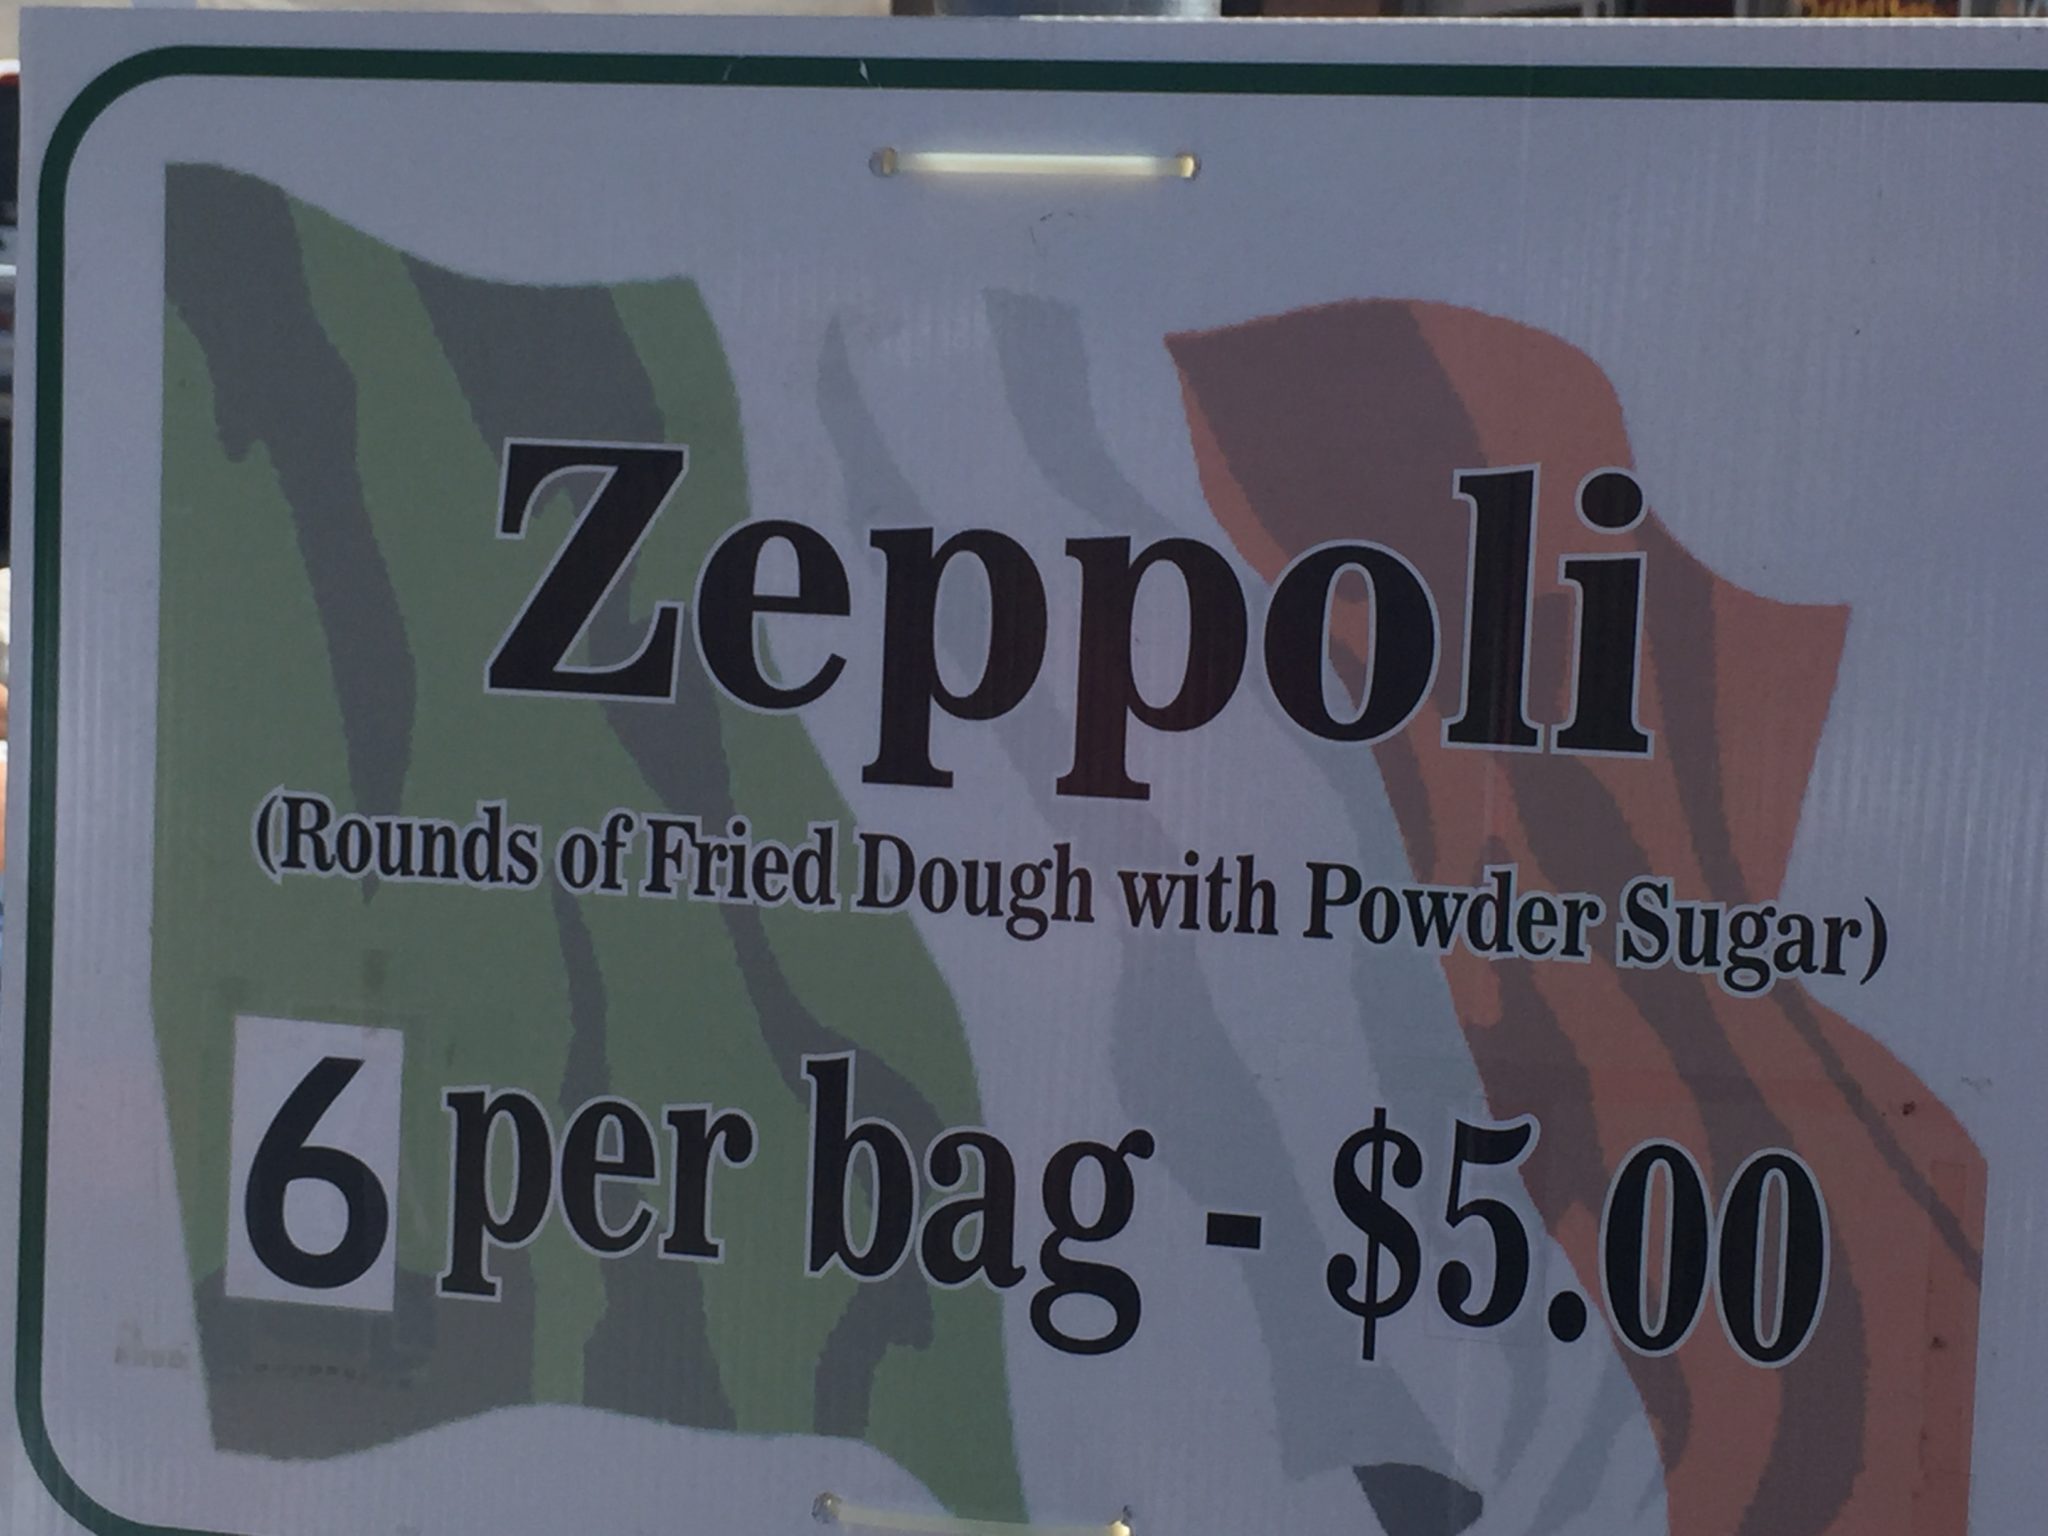 Zeppoli
(Rounds of Fried Dough with Powder Sugar)
6 per bag - $5.00